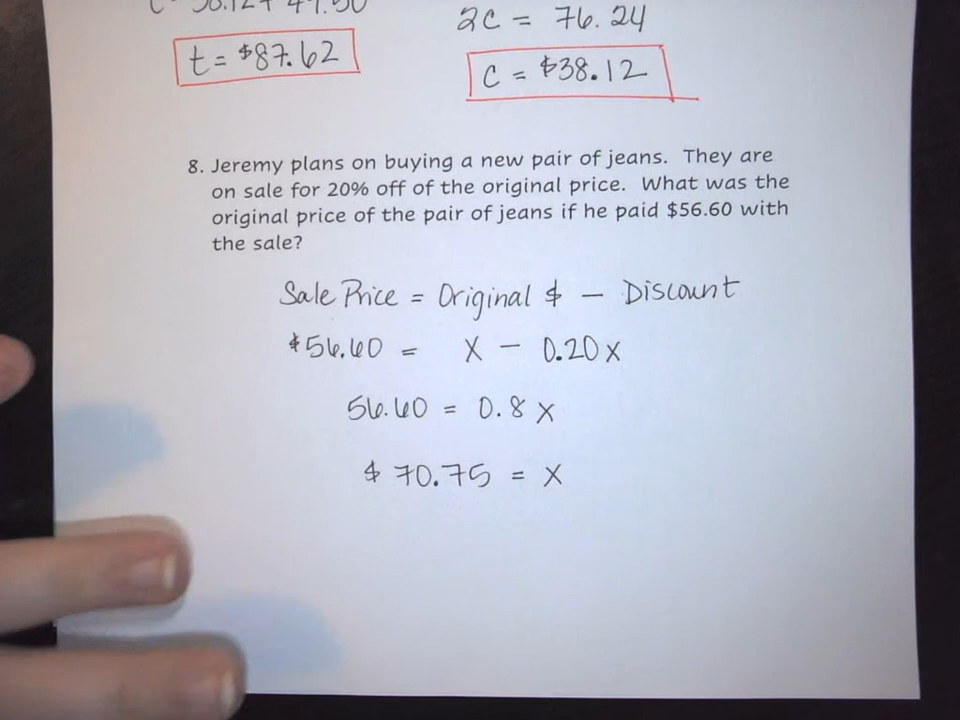 49.50
2c = 76.24
t = $87.62
c = $38.12
8. Jeremy plans on buying a new pair of jeans. They are
on sale for 20% off of the original price. What was the
original price of the pair of jeans if he paid $56.60 with
the sale?
Sale Price = Original $ - Discount
$56.60 = x - 0.20x
56.60 = 0.8x
$70.75 = x